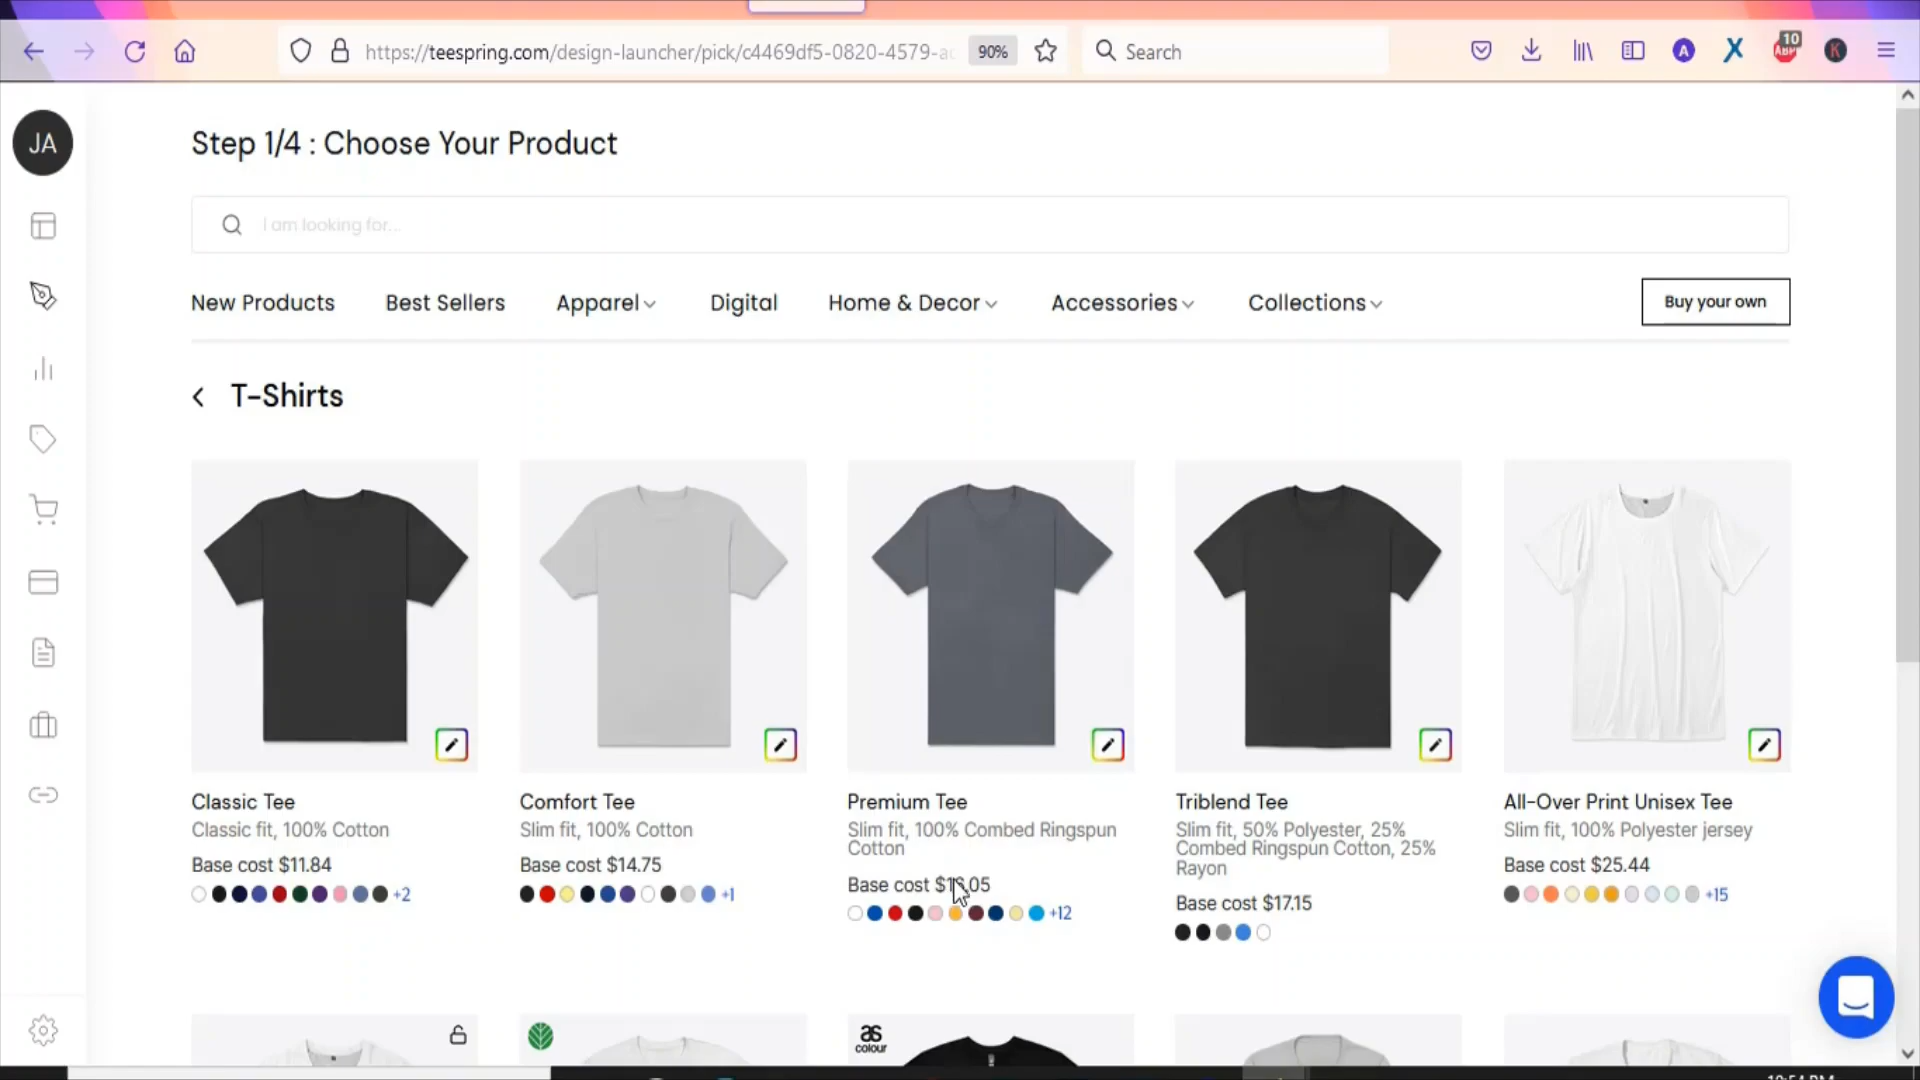 https://teespring.com/design-launcher/pick/c4469df5-0820-4579-a
90%
Search
A
10
ABP
K
JA
Step 1/4 : Choose Your Product
I am looking for...
New Products
Best Sellers
Apparel
Digital
Home & Decor
Accessories
Collections
Buy your own
T-Shirts
Classic Tee
Classic fit, 100% Cotton
Base cost $11.84
+2
Comfort Tee
Slim fit, 100% Cotton
Base cost $14.75
+1
Premium Tee
Slim fit, 100% Combed Ringspun
Cotton
Base cost
+12
Triblend Tee
Slim fit, 50% Polyester, 25%
Combed Ringspun Cotton, 25%
Rayon
Base cost $17.15
All-Over Print Unisex Tee
Slim fit, 100% Polyester jersey
Base cost $25.44
+15
as
colour